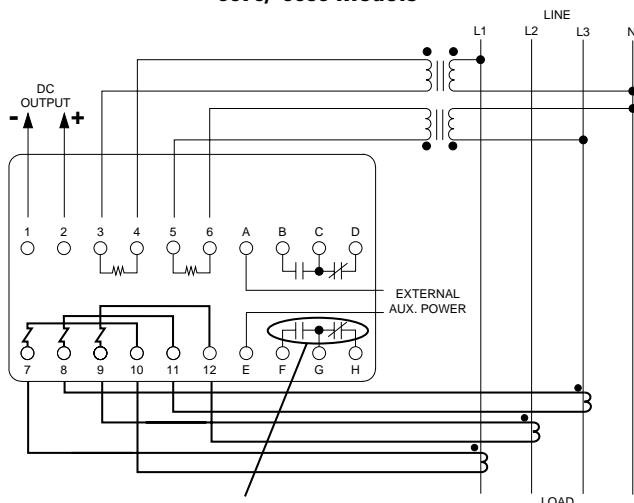 LINE
L1 L2 L3 N
DC
OUTPUT
- +
1 2 3 4 5 6 A B C D
EXTERNAL
AUX. POWER
7 8 9 10 11 12 E F G H